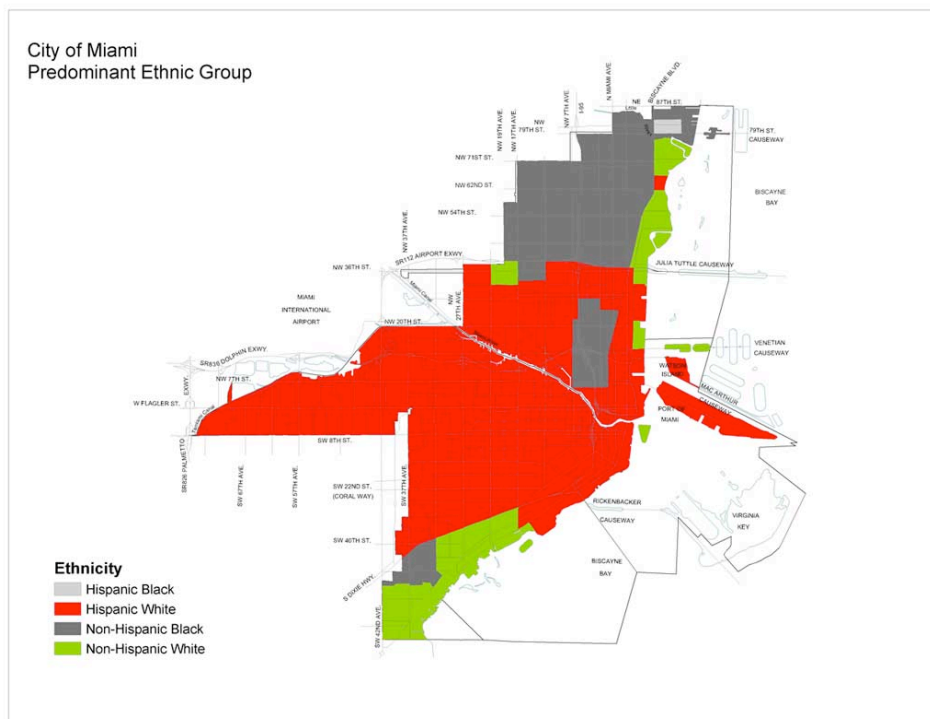 City of Miami
Predominant Ethnic Group
BISCAYNE BLVD.
N MIAMI AVE
87TH ST.
NE
NW 7TH AVE.
I-95
NW
79TH ST.
79TH ST.
CAUSEWAY
NW 19TH AVE.
NW 17TH AVE.
NW 71ST ST.
NW 62ND ST.
BISCAYNE
BAY
NW 54TH ST.
NW 37TH AVE.
SR112 AIRPORT EXWY.
NW 36TH ST.
JULIA TUTTLE CAUSEWAY
Miami Canal
NW
27TH AVE.
MIAMI
INTERNATIONAL
AIRPORT
NW 20TH ST.
VENETIAN
CAUSEWAY
SR836 DOLPHIN EXWY.
WATSON
ISLAND
NW 7TH ST.
EXWY.
MAC ARTHUR
CAUSEWAY
W FLAGLER ST.
Tamiami Canal
PORT OF
MIAMI
SW 8TH ST.
SR826 PALMETTO
SW 67TH AVE.
SW 57TH AVE.
SW 37TH AVE.
SW 22ND ST.
(CORAL WAY)
RICKENBACKER
CAUSEWAY
VIRGINIA
KEY
SW 40TH ST.
BISCAYNE
BAY
S DIXIE HWY.
SW 42ND AVE.
Ethnicity
Hispanic Black
Hispanic White
Non-Hispanic Black
Non-Hispanic White